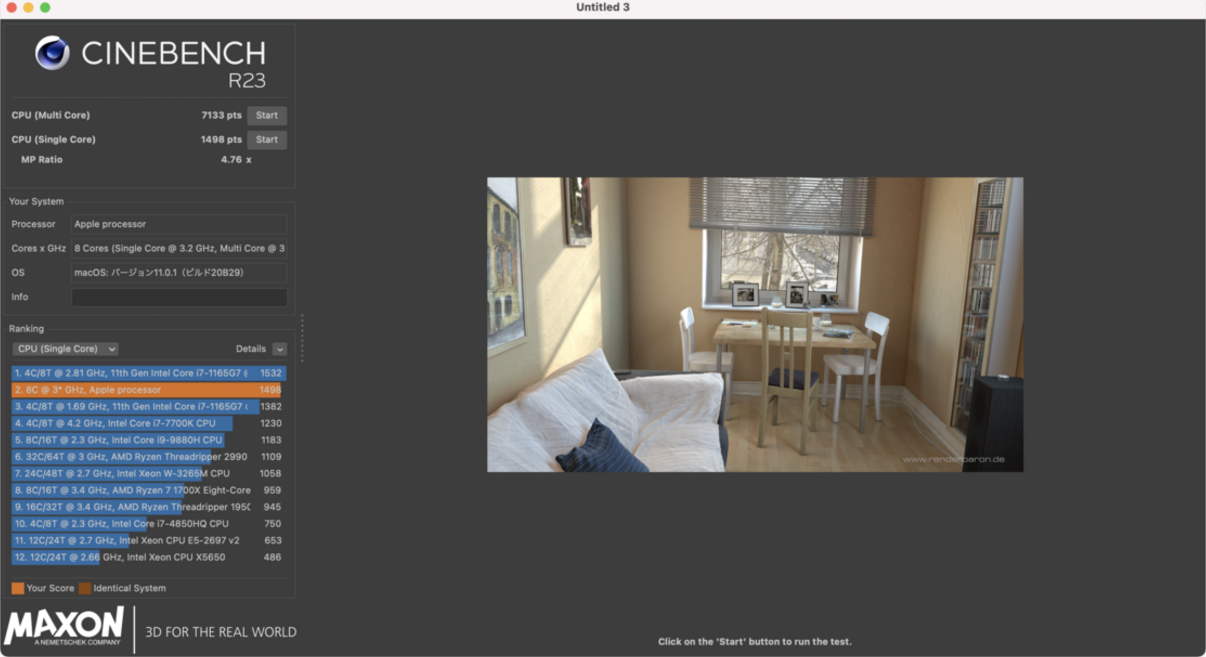 Untitled 3
CINEBENCH
R23
CPU (Multi Core) 7133 pts Start
CPU (Single Core) 1498 pts Start
MP Ratio 4.76 x
Your System
Processor Apple processor
Cores x GHz 8 Cores (Single Core @ 3.2 GHz, Multi Core @ 3
OS macOS: バージョン11.0.1（ビルド20B29）
Info
Ranking
CPU (Single Core) Details
1. 4C/8T @ 2.81 GHz, 11th Gen Intel Core i7-1165G7 1532
2. 8C @ 3* GHz, Apple processor 1498
3. 4C/8T @ 1.69 GHz, 11th Gen Intel Core i7-1165G7 1382
4. 4C/8T @ 4.2 GHz, Intel Core i7-7700K CPU 1230
5. 8C/16T @ 2.3 GHz, Intel Core i9-9880H CPU 1183
6. 32C/64T @ 3 GHz, AMD Ryzen Threadripper 2990 1109
7. 24C/48T @ 2.7 GHz, Intel Xeon W-3265M CPU 1058
8. 8C/16T @ 3.4 GHz, AMD Ryzen 7 1700X Eight-Core 959
9. 16C/32T @ 3.4 GHz, AMD Ryzen Threadripper 1950 945
10. 4C/8T @ 2.3 GHz, Intel Core i7-4850HQ CPU 750
11. 12C/24T @ 2.7 GHz, Intel Xeon CPU E5-2697 v2 653
12. 12C/24T @ 2.66 GHz, Intel Xeon CPU X5650 486
Your Score Identical System
MAXON
A NEMETSCHEK COMPANY
3D FOR THE REAL WORLD
www.renderbaron.de
Click on the 'Start' button to run the test.